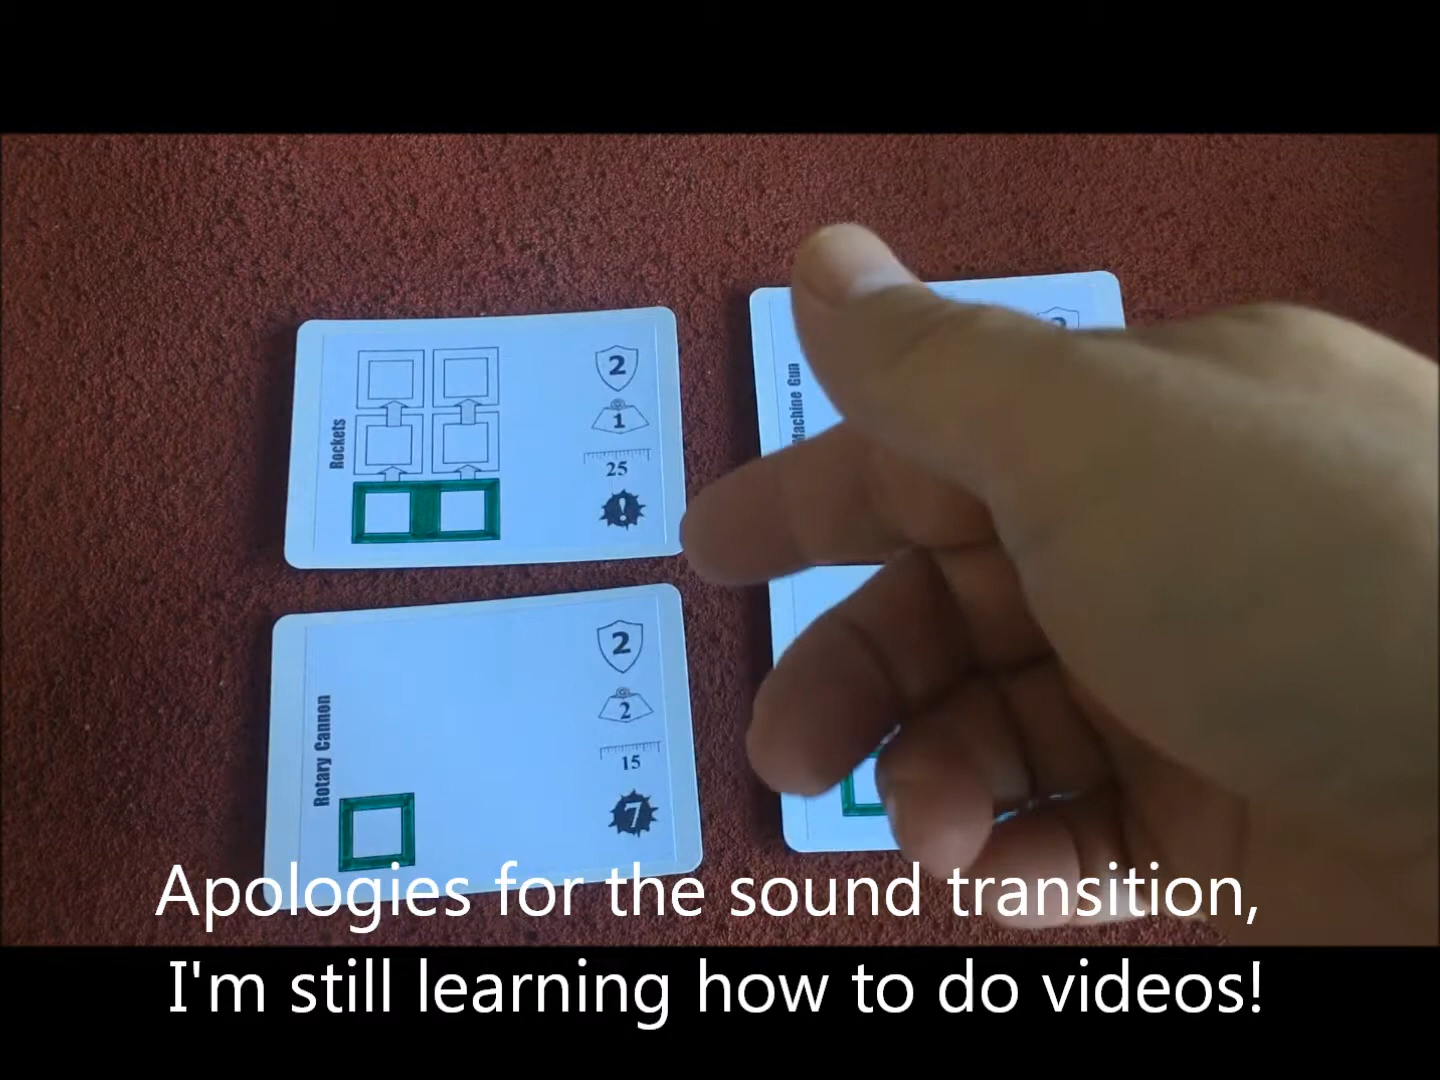 Rockets
2
1
25
!
Machine Gun
2
Rotary Cannon
2
2
15
7
Apologies for the sound transition,
I'm still learning how to do videos!